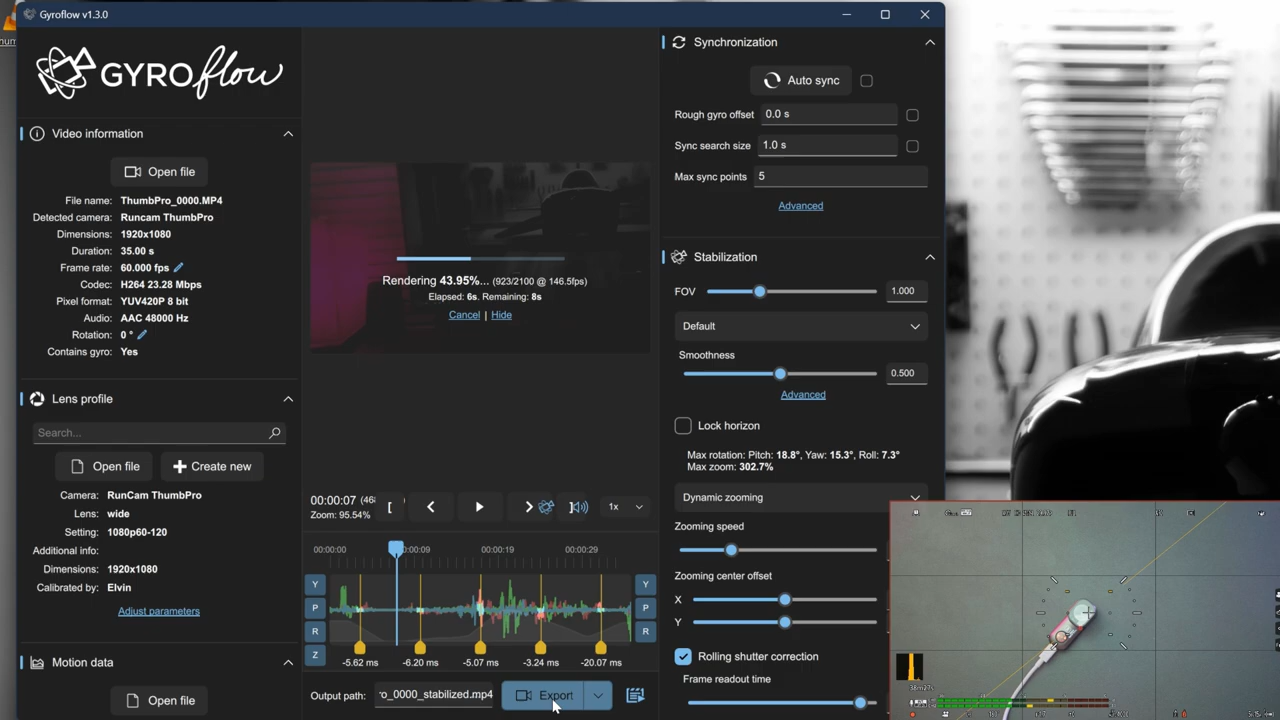 Gyroflow v1.3.0
GYROflow
Video information
Open file
File name: ThumbPro_0000.MP4
Detected camera: Runcam ThumbPro
Dimensions: 1920x1080
Duration: 35.00 s
Frame rate: 60.000 fps
Codec: H264 23.28 Mbps
Pixel format: YUV420P 8 bit
Audio: AAC 48000 Hz
Rotation: 0 °
Contains gyro: Yes
Lens profile
Search...
Open file
Create new
Camera: RunCam ThumbPro
Lens: wide
Setting: 1080p60-120
Additional info:
Dimensions: 1920x1080
Calibrated by: Elvin
Adjust parameters
Motion data
Open file
Rendering 43.95%... (923/2100 @ 146.5fps)
Elapsed: 6s. Remaining: 8s
Cancel | Hide
00:00:07 (46
Zoom: 95.54%
[
]
1x
00:00:00
:00:09
00:00:19
00:00:29
Y
P
R
Z
Y
P
R
-5.62 ms
-6.20 ms
-5.07 ms
-3.24 ms
-20.07 ms
Output path: o_0000_stabilized.mp4
Export
Synchronization
Auto sync
Rough gyro offset 0.0 s
Sync search size 1.0 s
Max sync points 5
Advanced
Stabilization
FOV 1.000
Default
Smoothness
0.500
Advanced
Lock horizon
Max rotation: Pitch: 18.8°, Yaw: 15.3°, Roll: 7.3°
Max zoom: 302.7%
Dynamic zooming
Zooming speed
Zooming center offset
X
Y
Rolling shutter correction
Frame readout time
38m27s